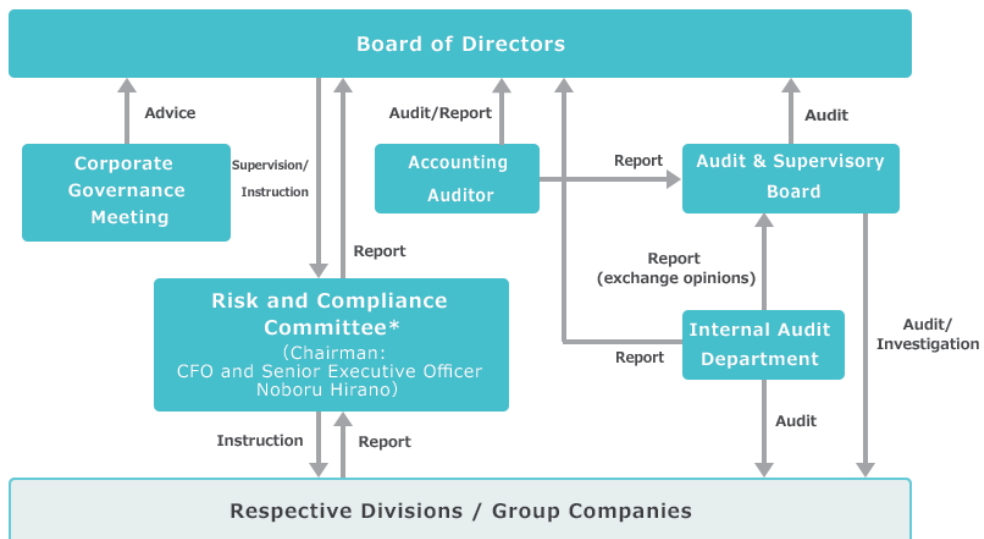 Board of Directors
Advice
Audit/Report
Audit
Corporate
Governance
Meeting
Supervision/
Instruction
Accounting
Auditor
Report
Audit & Supervisory
Board
Report
Report
(exchange opinions)
Risk and Compliance
Committee*
(Chairman:
CFO and Senior Executive Officer
Noboru Hirano)
Internal Audit
Department
Report
Audit/
Investigation
Instruction
Report
Audit
Respective Divisions / Group Companies